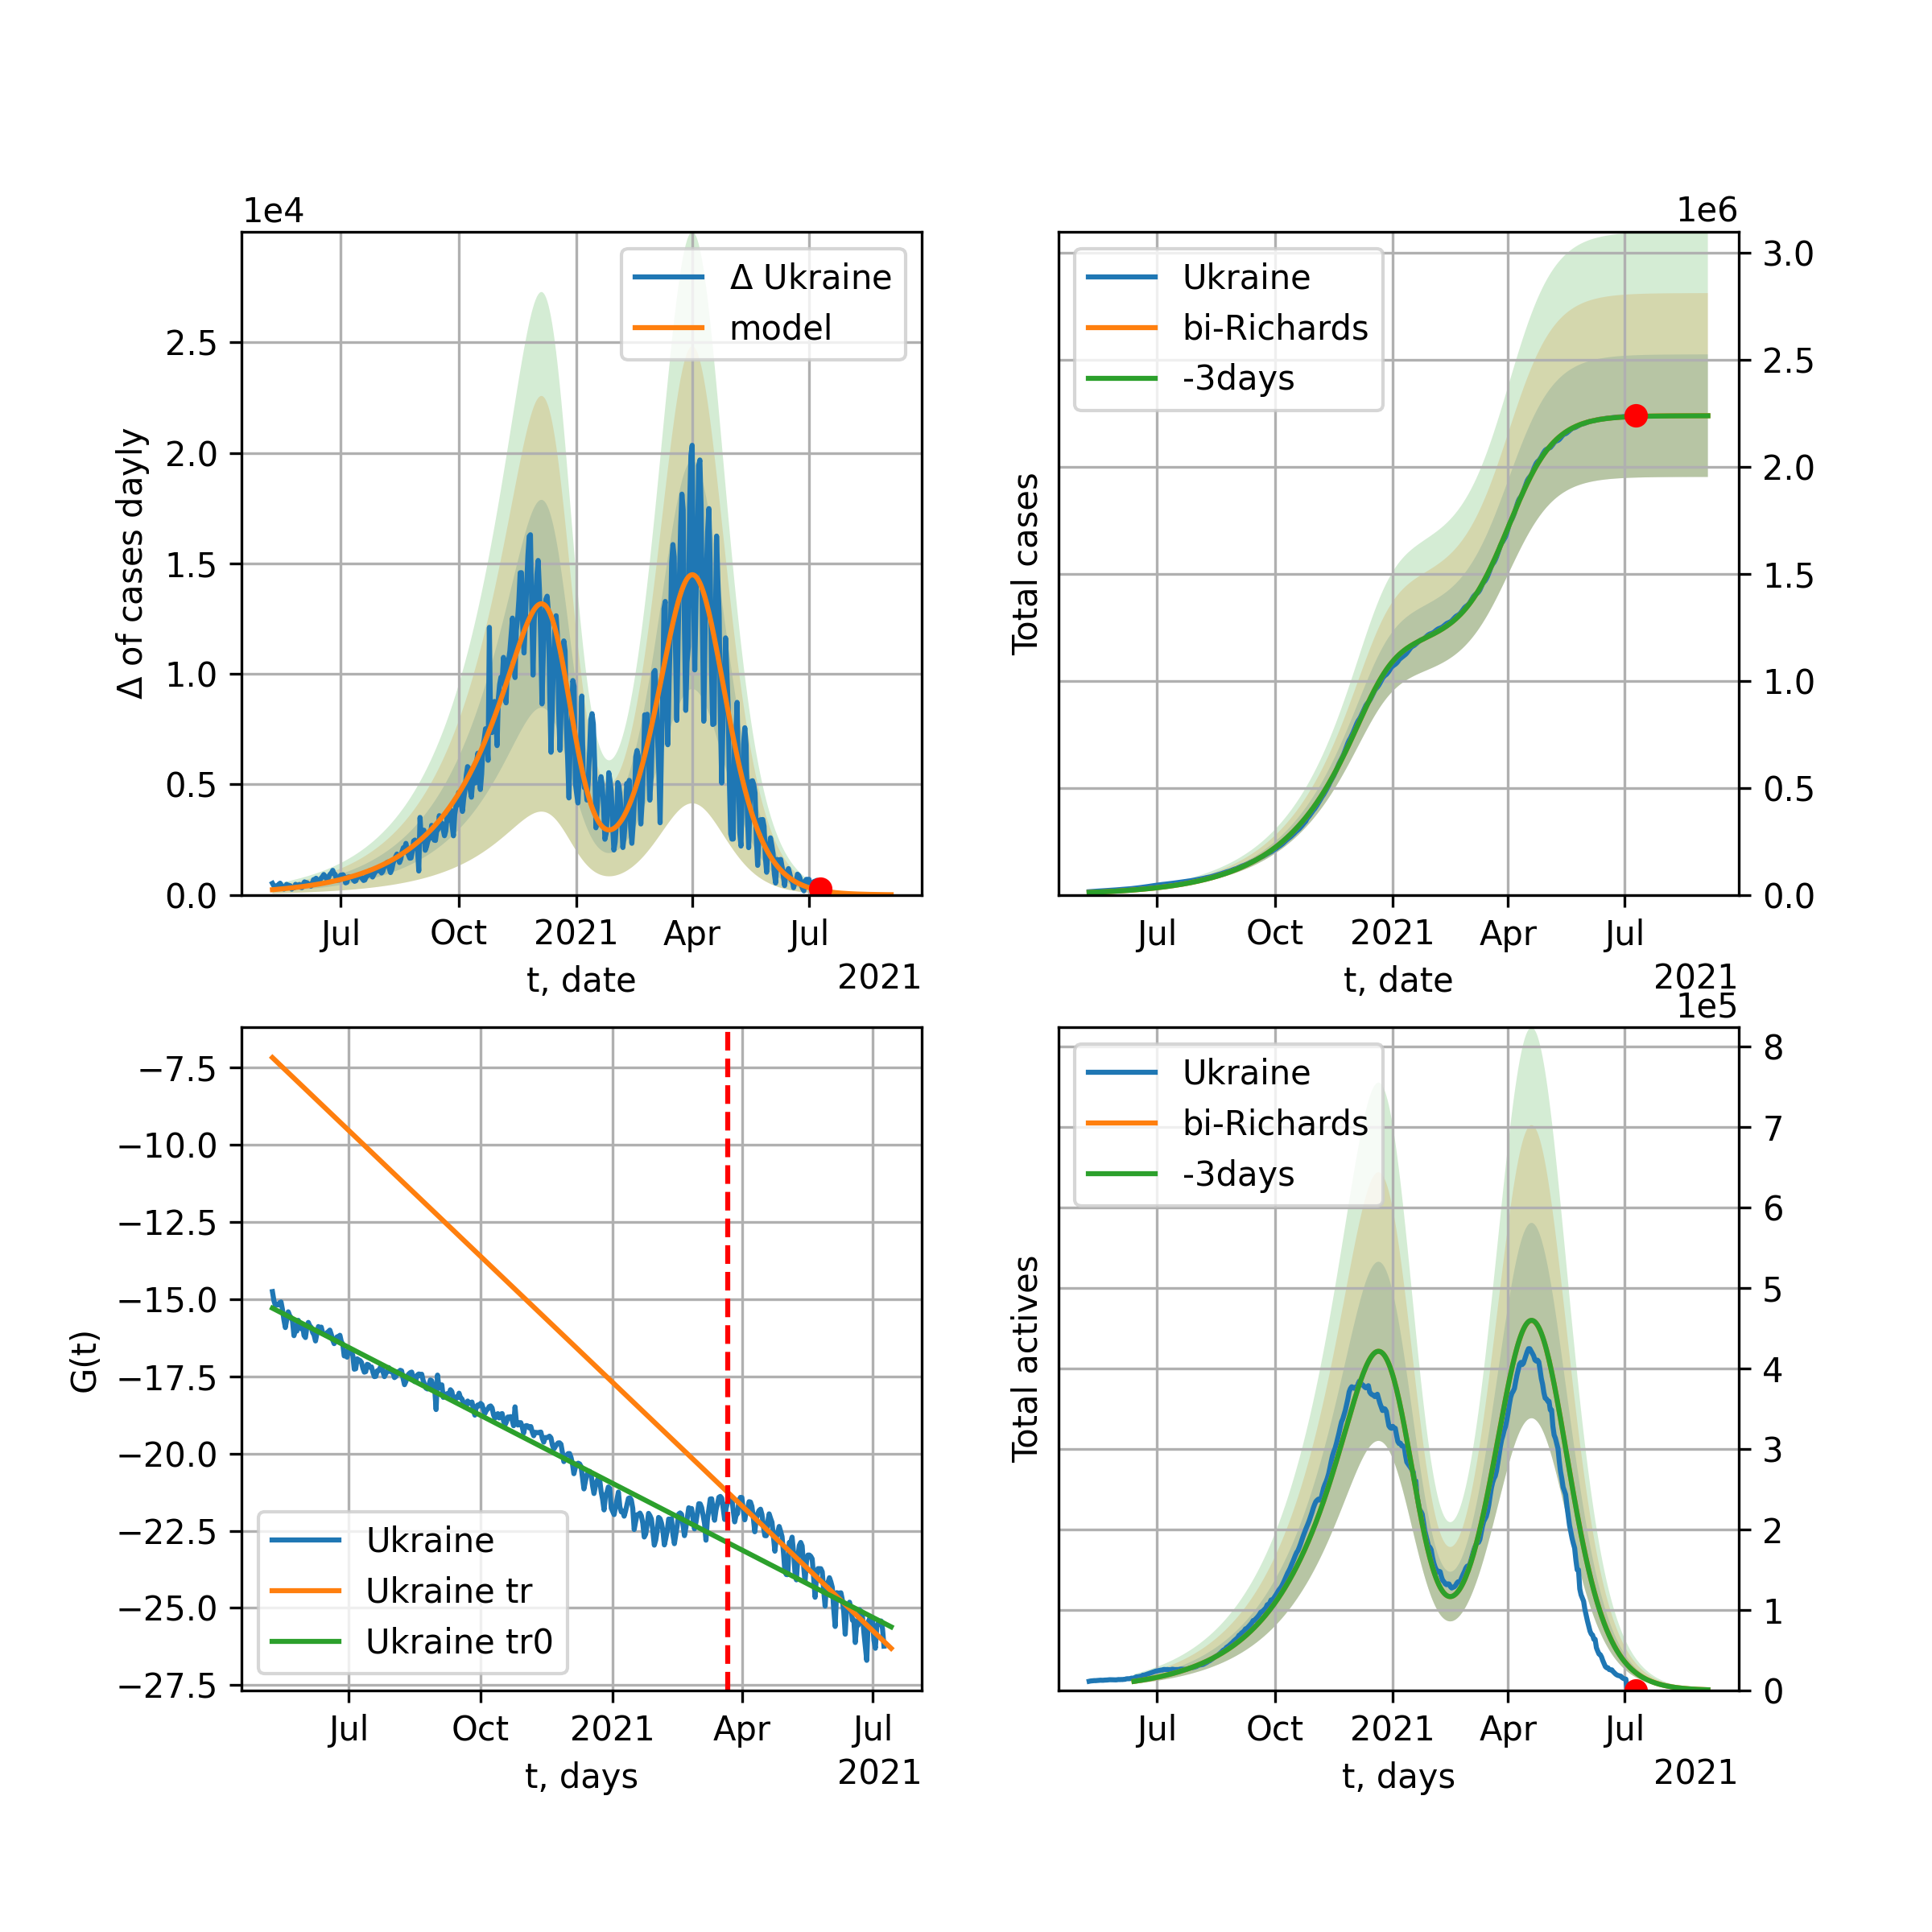 1e4
Δ Ukraine
model
2.5
2.0
1.5
1.0
0.5
0.0
Δ of cases dayly
Jul Oct 2021 Apr Jul
t, date
2021
1e6
Ukraine
bi-Richards
-3days
3.0
2.5
2.0
1.5
1.0
0.5
0.0
Total cases
Jul Oct 2021 Apr Jul
t, date
2021
−7.5
−10.0
−12.5
−15.0
−17.5
−20.0
−22.5
−25.0
−27.5
G(t)
Ukraine
Ukraine tr
Ukraine tr0
Jul Oct 2021 Apr Jul
t, days
2021
1e5
Ukraine
bi-Richards
-3days
8
7
6
5
4
3
2
1
0
Total actives
Jul Oct 2021 Apr Jul
t, days
2021